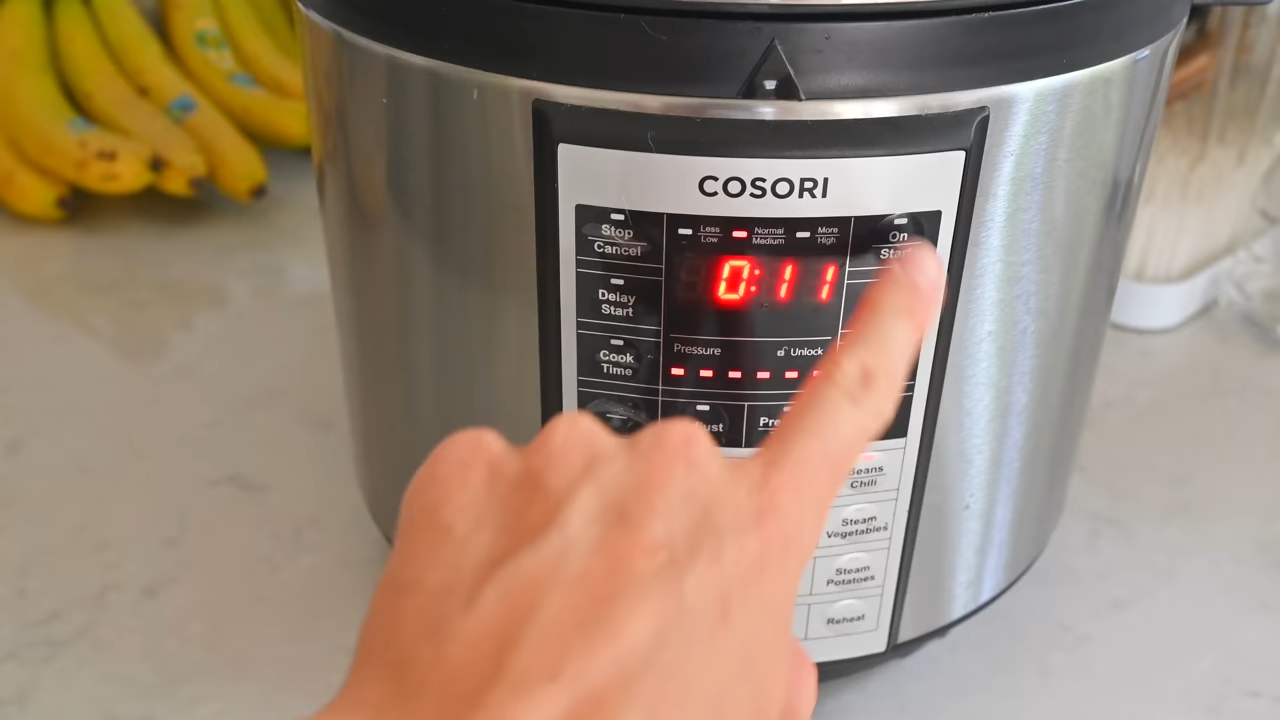 COSORI
Stop
Cancel
Less
Low
Normal
Medium
More
High
On
Start
0:11
Delay
Start
Cook
Time
Pressure
Unlock
Beans
Chili
Steam
Vegetables
Steam
Potatoes
Reheat